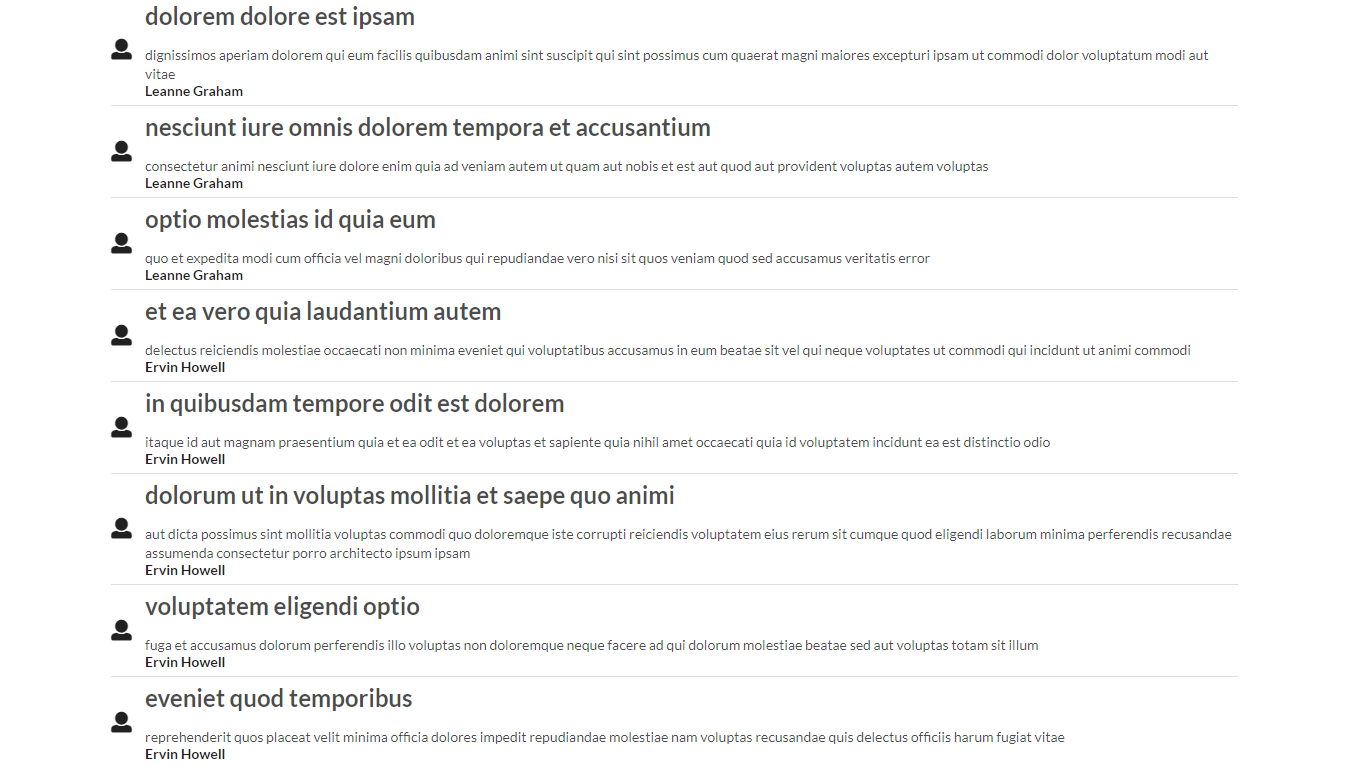 dolorem dolore est ipsam
dignissimos aperiam dolorem qui eum facilis quibusdam animi sint suscipit qui sint possimus cum quaerat magni maiores excepturi ipsam ut commodi dolor voluptatum modi aut
vitae
Leanne Graham
nesciunt iure omnis dolorem tempora et accusantium
consectetur animi nesciunt iure dolore enim quia ad veniam autem ut quam aut nobis et est aut quod aut provident voluptas autem voluptas
Leanne Graham
optio molestias id quia eum
quo et expedita modi cum officia vel magni doloribus qui repudiandae vero nisi sit quos veniam quod sed accusamus veritatis error
Leanne Graham
et ea vero quia laudantium autem
delectus reiciendis molestiae occaecati non minima eveniet qui voluptatibus accusamus in eum beatae sit vel qui neque voluptates ut commodi qui incidunt ut animi commodi
Ervin Howell
in quibusdam tempore odit est dolorem
itaque id aut magnam praesentium quia et ea odit et ea voluptas et sapiente quia nihil amet occaecati quia id voluptatem incidunt ea est distinctio odio
Ervin Howell
dolorum ut in voluptas mollitia et saepe quo animi
aut dicta possimus sint mollitia voluptas commodi quo doloremque iste corrupti reiciendis voluptatem eius rerum sit cumque quod eligendi laborum minima perferendis recusandae
assumenda consectetur porro architecto ipsum ipsam
Ervin Howell
voluptatem eligendi optio
fuga et accusamus dolorum perferendis illo voluptas non doloremque neque facere ad qui dolorum molestiae beatae sed aut voluptas totam sit illum
Ervin Howell
eveniet quod temporibus
reprehenderit quos placeat velit minima officia dolores impedit repudiandae molestiae nam voluptas recusandae quis delectus officiis harum fugiat vitae
Ervin Howell